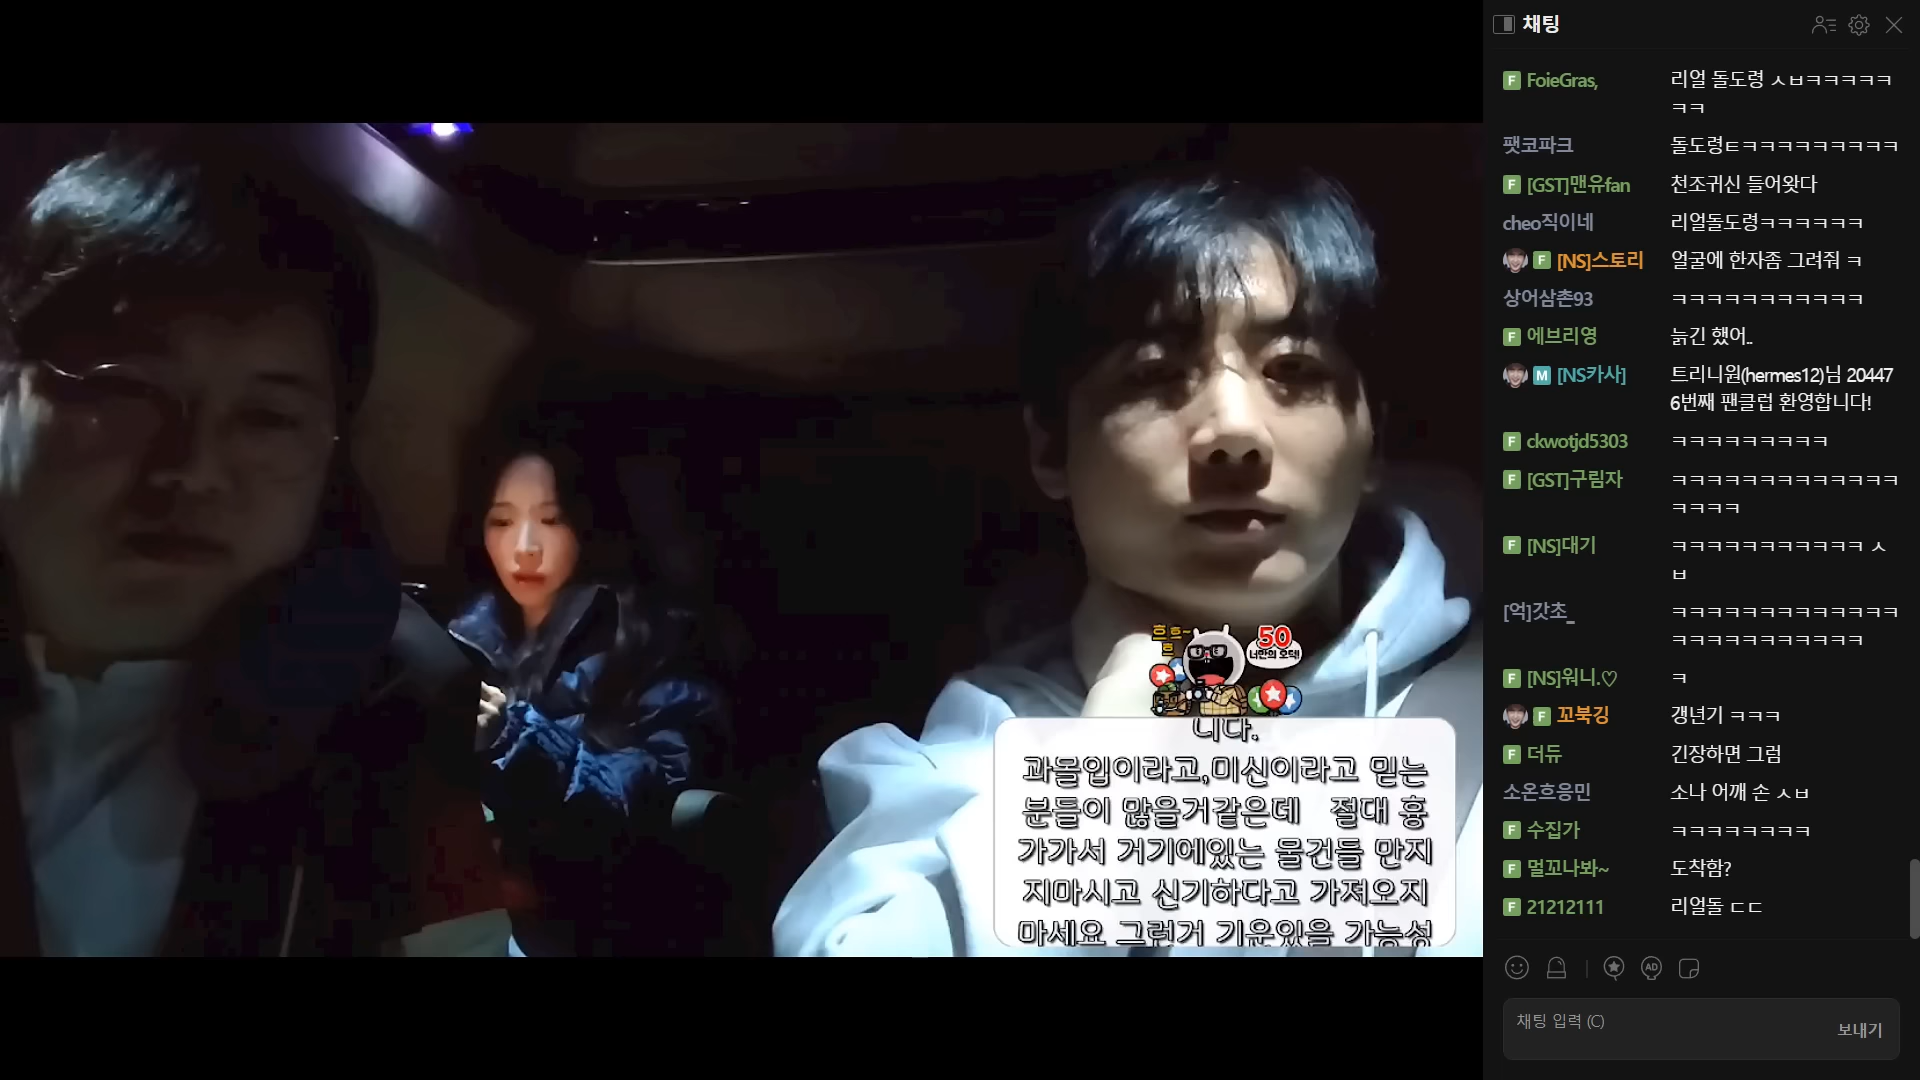 채팅
FoieGras, 리얼 돌도령 ㅅㅂㅋㅋㅋㅋㅋ
ㅋㅋ
팻코파크 돌도령ㅌㅋㅋㅋㅋㅋㅋㅋㅋㅋ
[GST]맨유fan 천조귀신 들어왓다
cheo직이네 리얼돌도령ㅋㅋㅋㅋㅋㅋ
[NS]스토리 얼굴에 한자좀 그려줘 ㅋ
상어삼촌93 ㅋㅋㅋㅋㅋㅋㅋㅋㅋㅋㅋ
에브리영 늙긴 했어..
[NS카사] 트리니원(hermes12)님 20447
6번째 팬클럽 환영합니다!
ckwotjd5303 ㅋㅋㅋㅋㅋㅋㅋㅋㅋ
[GST]구림자 ㅋㅋㅋㅋㅋㅋㅋㅋㅋㅋㅋㅋㅋ
ㅋㅋㅋㅋ
[NS]대기 ㅋㅋㅋㅋㅋㅋㅋㅋㅋㅋㅋ ㅅ
ㅂ
[억]갓초_ ㅋㅋㅋㅋㅋㅋㅋㅋㅋㅋㅋㅋㅋ
ㅋㅋㅋㅋㅋㅋㅋㅋㅋㅋㅋ
[NS]워니.♡ ㅋ
꼬북깅 갱년기 ㅋㅋㅋ
더듀 긴장하면 그럼
소온흐응민 소나 어깨 손 ㅅㅂ
수집가 ㅋㅋㅋㅋㅋㅋㅋㅋ
멀꼬나봐~ 도착함?
21212111 리얼돌 ㄷㄷ
채팅 입력 (C)
보내기
흐흐~
흐
50
너만의 오덕!
니다.
과몰입이라고,미신이라고 믿는
분들이 많을거같은데 절대 흉
가가서 거기에있는 물건들 만지
지마시고 신기하다고 가져오지
마세요 그런거 기운있을 가능성